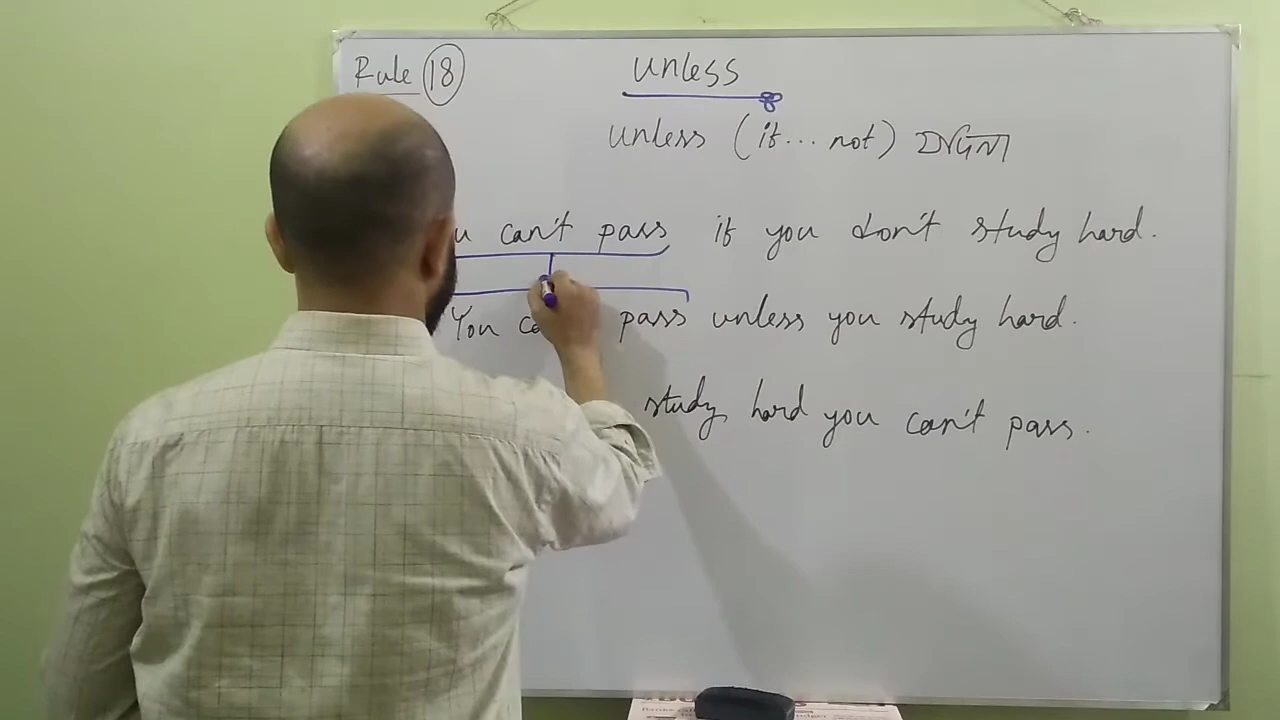 Rule 18
unless
unless (if... not)
can't pass if you don't study hard.
You pass unless you study hard.
study hard you can't pass.